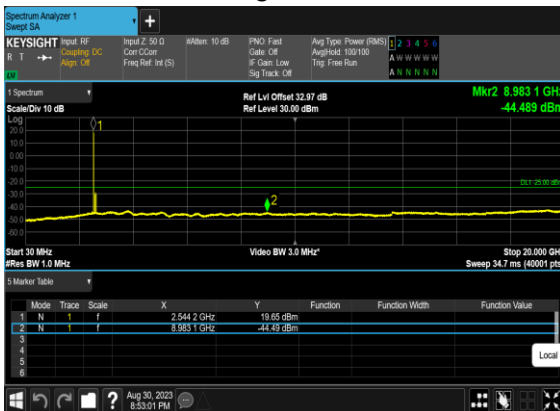 Spectrum Analyzer 1
Swept SA
+
KEYSIGHT
R T
LV
Input: RF
Coupling: DC
Align: Off
Input Z: 50 Ω
Corr CCorr
Freq Ref: Int (S)
#Atten: 10 dB
PNO: Fast
Gate: Off
IF Gain: Low
Sig Track: Off
Avg Type: Power (RMS)
Avg|Hold: 100/100
Trig: Free Run
1 2 3 4 5 6
A W W W W W
A N N N N N
1 Spectrum
Scale/Div 10 dB
Ref Lvl Offset 32.97 dB
Ref Level 30.00 dBm
Mkr2 8.983 1 GHz
-44.489 dBm
Log
20.0
10.0
0.00
-10.0
-20.0
-30.0
-40.0
-50.0
-60.0
1
2
DL1 -25.00 dBm
Start 30 MHz
#Res BW 1.0 MHz
Video BW 3.0 MHz*
Stop 20.000 GH
Sweep 34.7 ms (40001 pts
5 Marker Table
Mode Trace Scale X Y Function Function Width Function Value
1 N 1 f 2.544 2 GHz 19.65 dBm
2 N 1 f 8.983 1 GHz -44.49 dBm
3
4
5
6
Local
?
Aug 30, 2023
8:53:01 PM